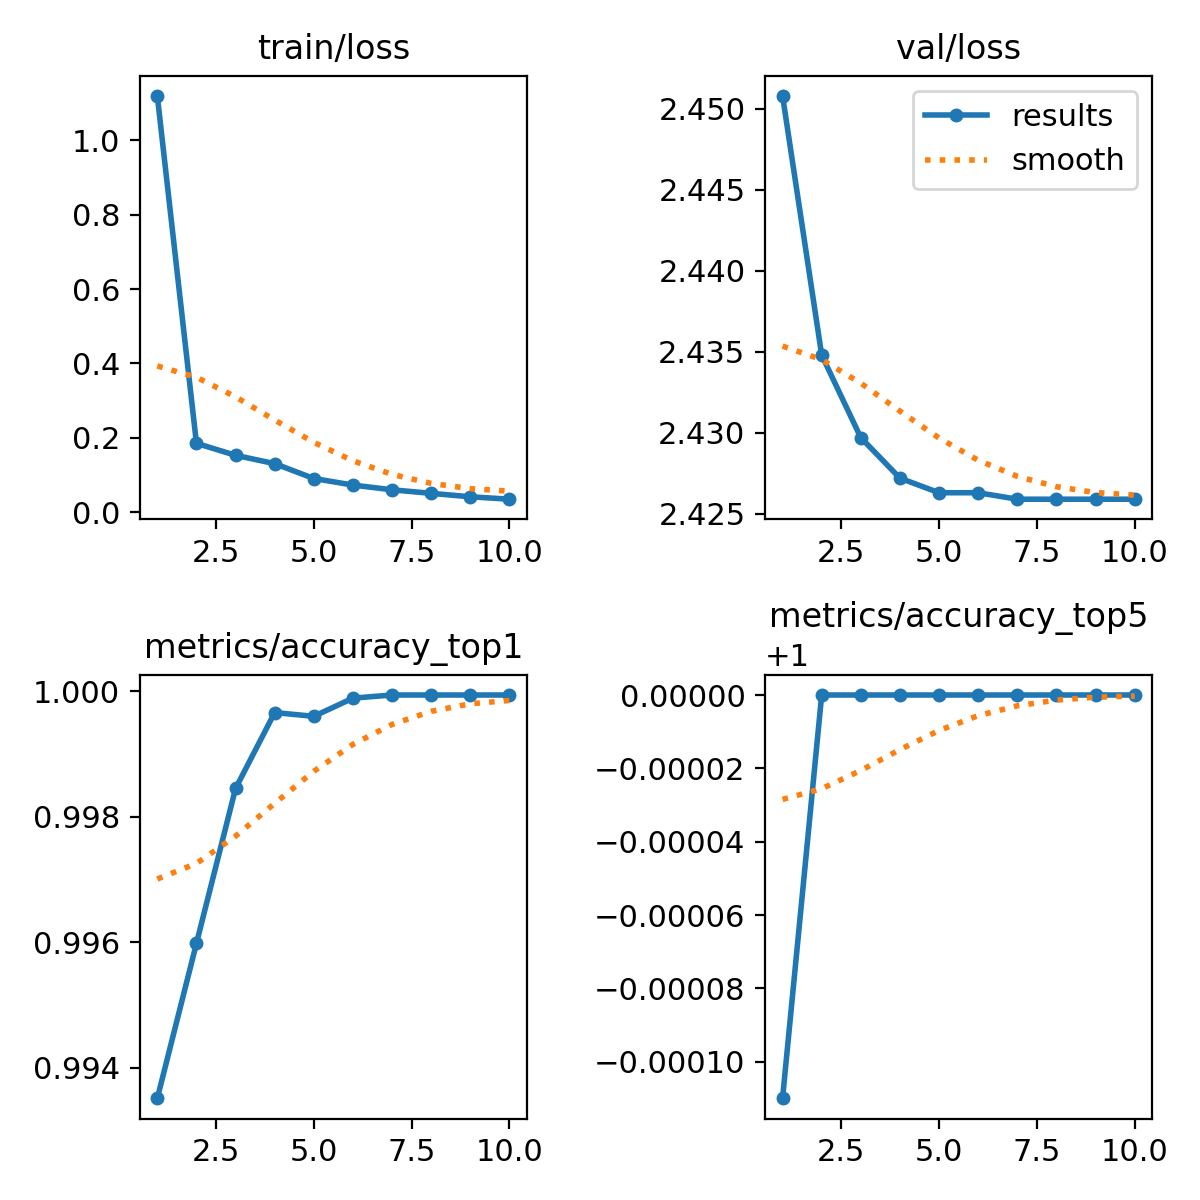 train/loss
1.0
0.8
0.6
0.4
0.2
0.0
2.5 5.0 7.5 10.0
val/loss
results
smooth
2.450
2.445
2.440
2.435
2.430
2.425
2.5 5.0 7.5 10.0
metrics/accuracy_top1
1.000
0.998
0.996
0.994
2.5 5.0 7.5 10.0
metrics/accuracy_top5
+1
0.00000
−0.00002
−0.00004
−0.00006
−0.00008
−0.00010
2.5 5.0 7.5 10.0